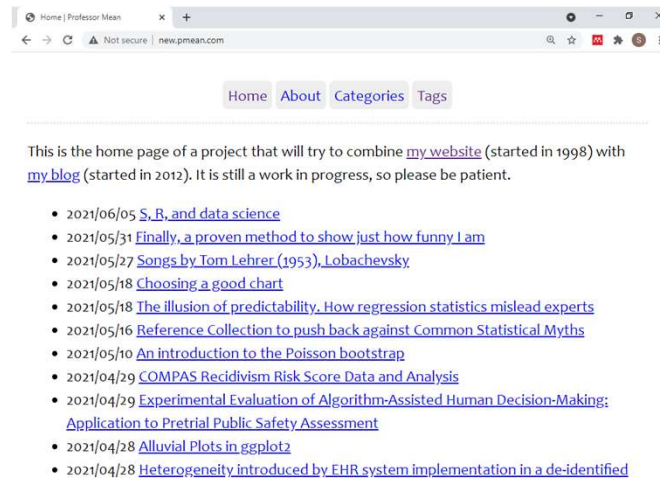 Home | Professor Mean
Not secure | new.pmean.com
Home About Categories Tags
This is the home page of a project that will try to combine my website (started in 1998) with
my blog (started in 2012). It is still a work in progress, so please be patient.
2021/06/05 S, R, and data science
2021/05/31 Finally, a proven method to show just how funny I am
2021/05/27 Songs by Tom Lehrer (1953), Lobachevsky
2021/05/18 Choosing a good chart
2021/05/18 The illusion of predictability. How regression statistics mislead experts
2021/05/16 Reference Collection to push back against Common Statistical Myths
2021/05/10 An introduction to the Poisson bootstrap
2021/04/29 COMPAS Recidivism Risk Score Data and Analysis
2021/04/29 Experimental Evaluation of Algorithm-Assisted Human Decision-Making:
Application to Pretrial Public Safety Assessment
2021/04/28 Alluvial Plots in ggplot2
2021/04/28 Heterogeneity introduced by EHR system implementation in a de-identified